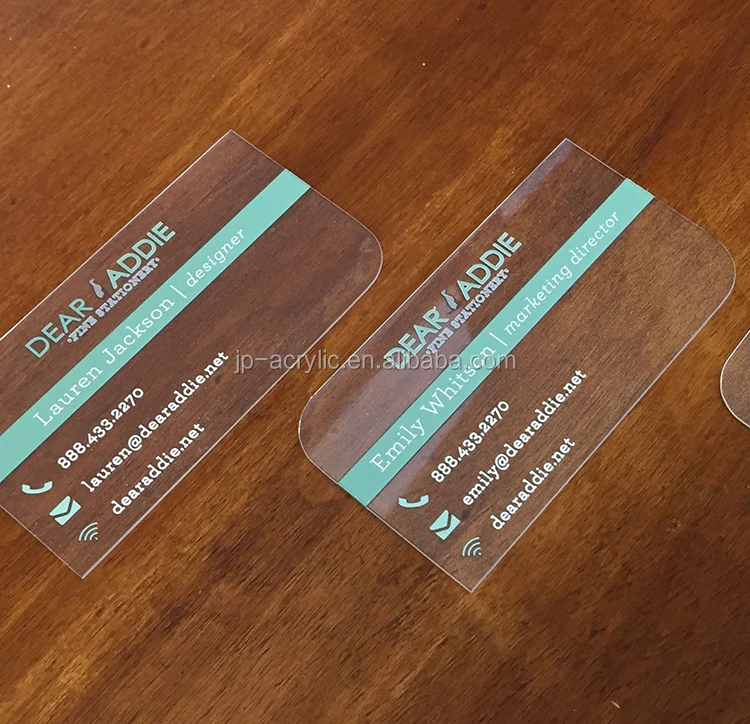 DEAR ADDIE
FINE STATIONERY
Lauren Jackson | designer
888.433.2270
lauren@dearaddie.net
dearaddie.net
DEAR ADDIE
FINE STATIONERY
Emily Whitsch | marketing director
888.433.2270
emily@dearaddie.net
dearaddie.net
jp-acrylic.en.alibaba.com